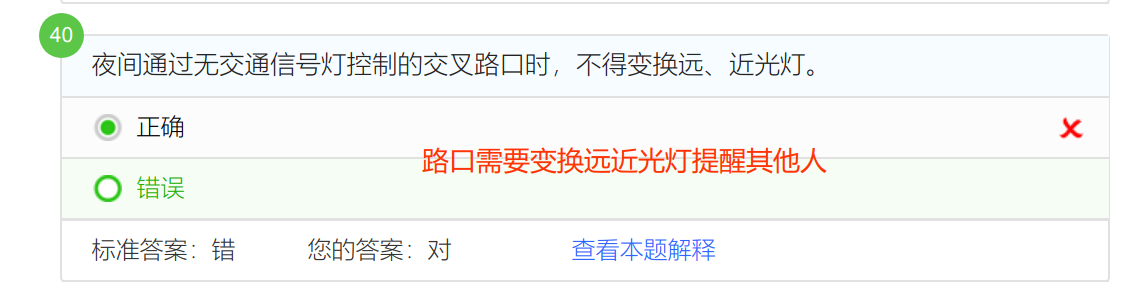 40
夜间通过无交通信号灯控制的交叉路口时，不得变换远、近光灯。
正确
路口需要变换远近光灯提醒其他人
错误
标准答案：错 您的答案：对 查看本题解释